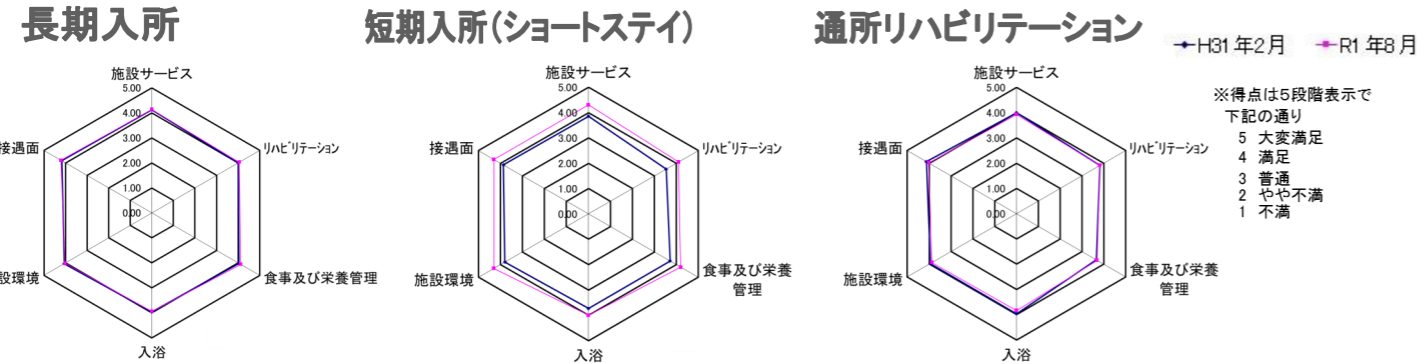 長期入所
施設サービス
5.00
4.00
3.00
2.00
1.00
0.00
接遇面
リハビリテーション
設環境
食事及び栄養管理
入浴
短期入所(ショートステイ)
施設サービス
5.00
4.00
3.00
2.00
1.00
0.00
接遇面
リハビリテーション
施設環境
食事及び栄養
管理
入浴
通所リハビリテーション
施設サービス
5.00
4.00
3.00
2.00
1.00
0.00
接遇面
リハビリテーション
施設環境
食事及び栄養
管理
入浴
H31年2月 R1年8月
※得点は5段階表示で
下記の通り
5 大変満足
4 満足
3 普通
2 やや不満
1 不満